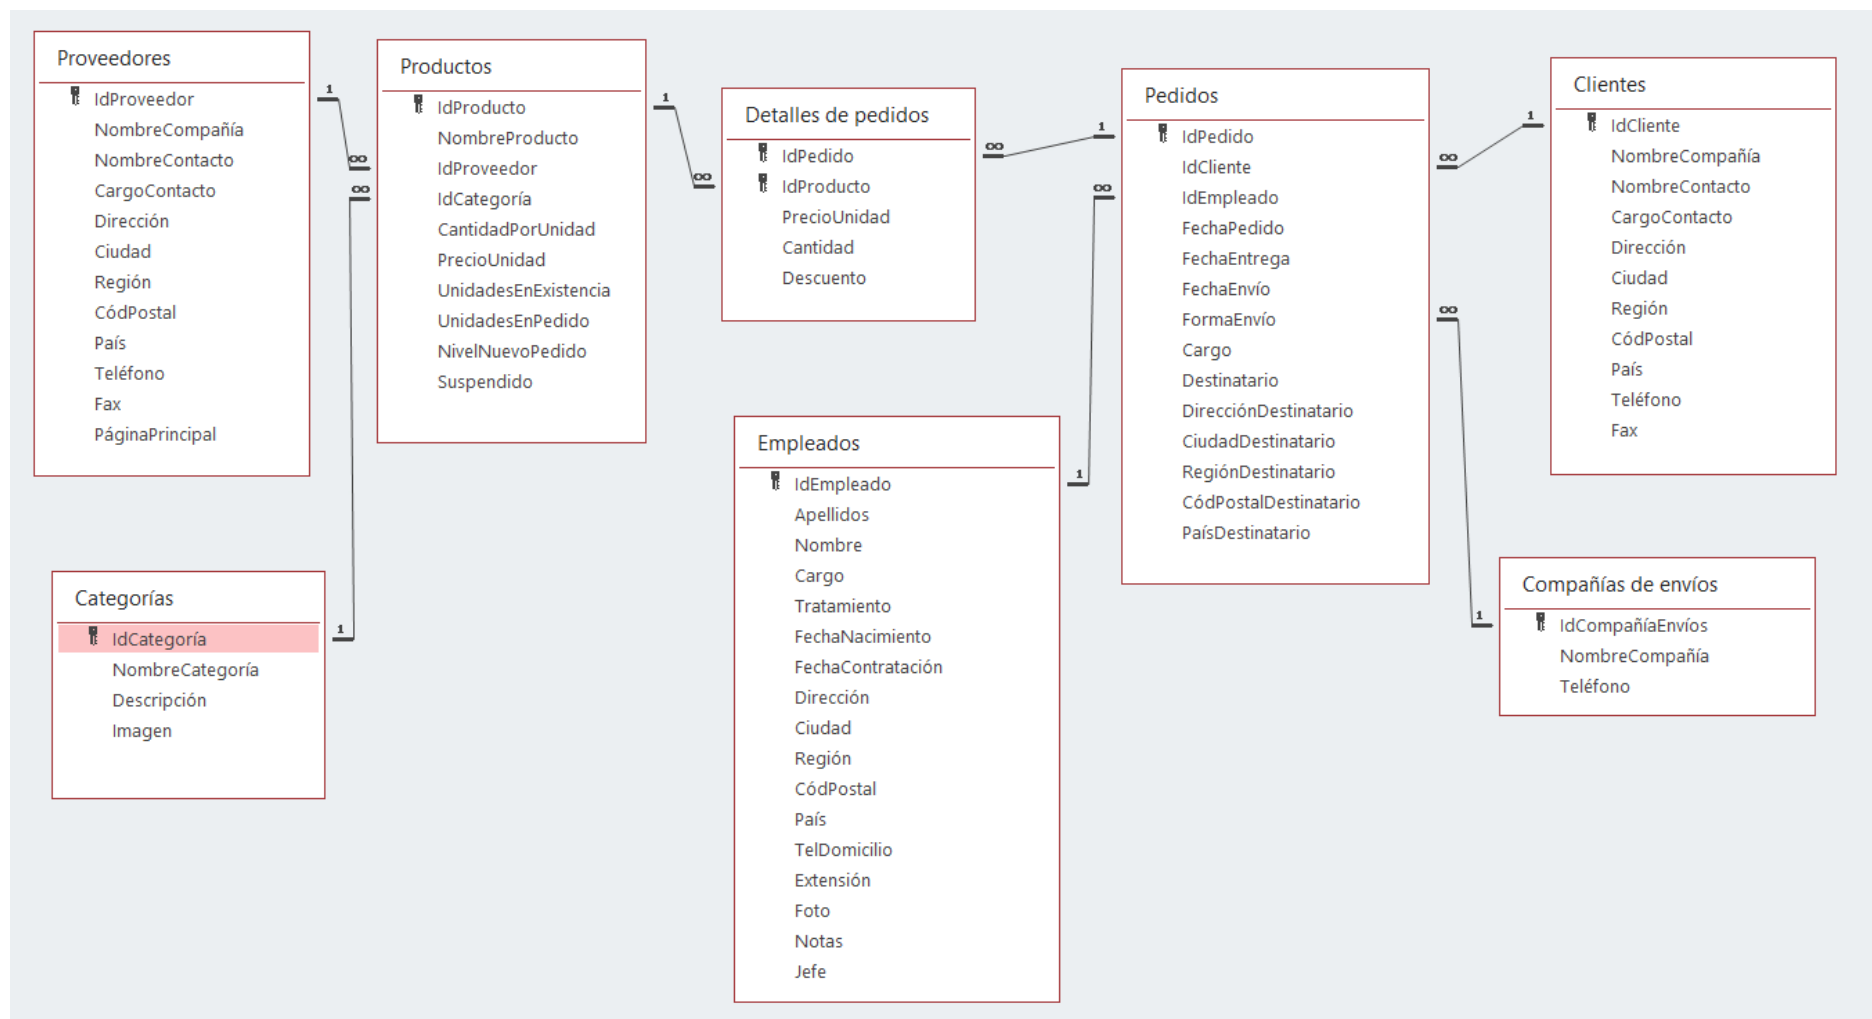 Proveedores
IdProveedor
NombreCompañía
NombreContacto
CargoContacto
Dirección
Ciudad
Región
CódPostal
País
Teléfono
Fax
PáginaPrincipal
1
∞
∞
Productos
IdProducto
NombreProducto
IdProveedor
IdCategoría
CantidadPorUnidad
PrecioUnidad
UnidadesEnExistencia
UnidadesEnPedido
NivelNuevoPedido
Suspendido
1
∞
Detalles de pedidos
IdPedido
IdProducto
PrecioUnidad
Cantidad
Descuento
∞
1
∞
Pedidos
IdPedido
IdCliente
IdEmpleado
FechaPedido
FechaEntrega
FechaEnvío
FormaEnvío
Cargo
Destinatario
DirecciónDestinatario
CiudadDestinatario
RegiónDestinatario
CódPostalDestinatario
PaísDestinatario
1
∞
∞
Clientes
IdCliente
NombreCompañía
NombreContacto
CargoContacto
Dirección
Ciudad
Región
CódPostal
País
Teléfono
Fax
Categorías
IdCategoría
NombreCategoría
Descripción
Imagen
1
Empleados
IdEmpleado
Apellidos
Nombre
Cargo
Tratamiento
FechaNacimiento
FechaContratación
Dirección
Ciudad
Región
CódPostal
País
TelDomicilio
Extensión
Foto
Notas
Jefe
1
1
Compañías de envíos
IdCompañíaEnvíos
NombreCompañía
Teléfono